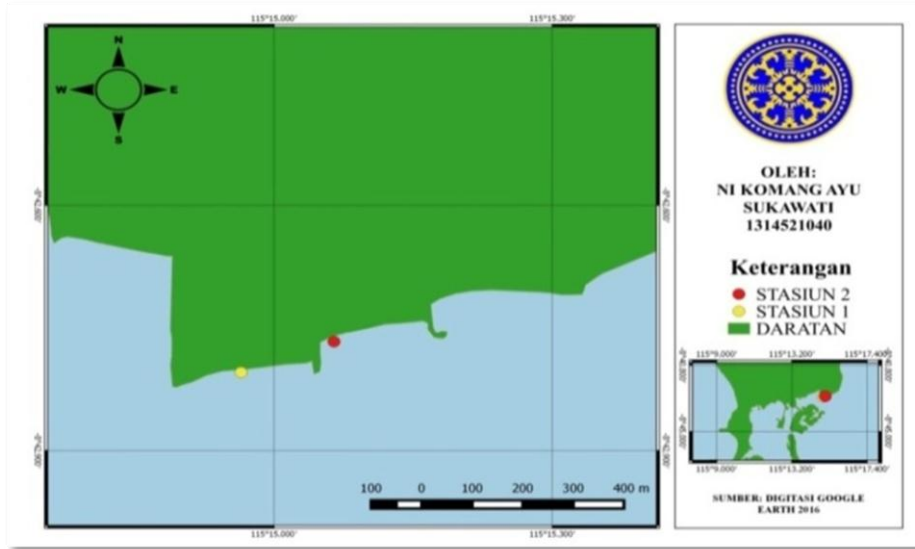 115°15.000' 115°15.300'
N
W E
S
100 0 100 200 300 400 m
115°15.000' 115°15.300'
OLEH:
NI KOMANG AYU
SUKAWATI
1314521040
Keterangan
STASIUN 2
STASIUN 1
DARATAN
115°9.000' 115°13.200' 115°17.400'
115°9.000' 115°13.200' 115°17.400'
SUMBER: DIGITASI GOOGLE
EARTH 2016